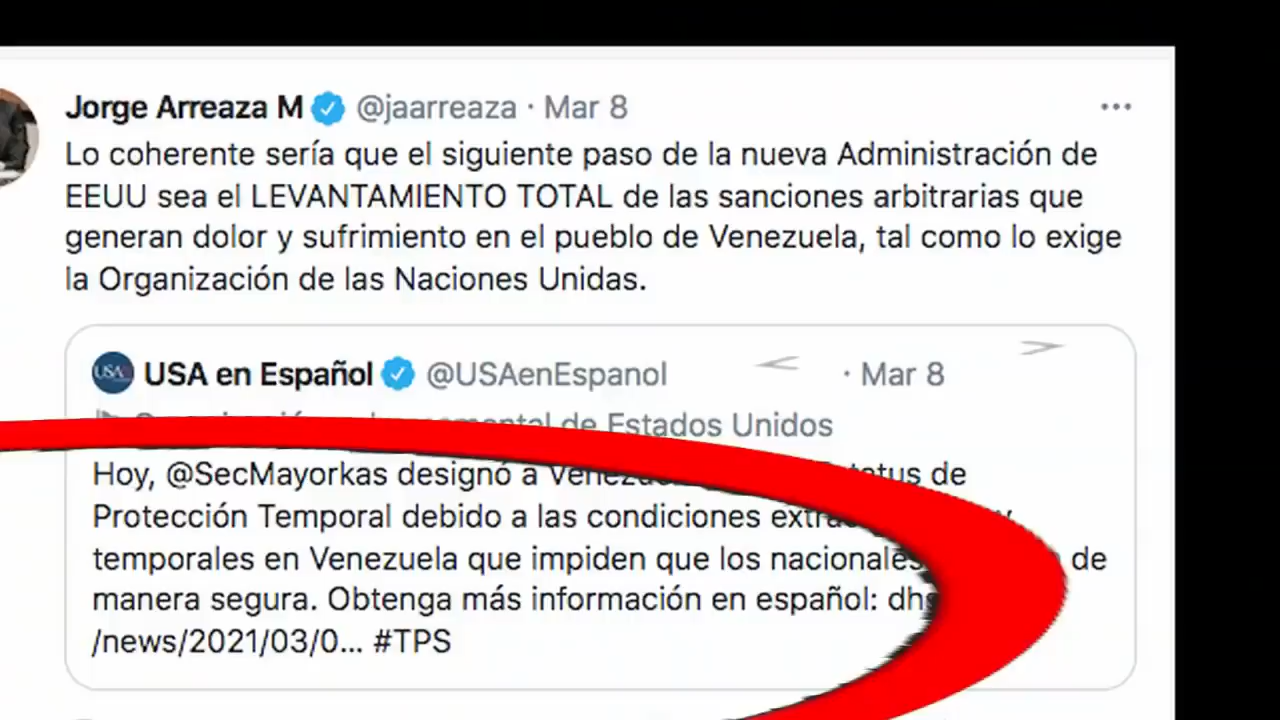 Jorge Arreaza M @jaarreaza · Mar 8
Lo coherente sería que el siguiente paso de la nueva Administración de
EEUU sea el LEVANTAMIENTO TOTAL de las sanciones arbitrarias que
generan dolor y sufrimiento en el pueblo de Venezuela, tal como lo exige
la Organización de las Naciones Unidas.
USA en Español @USAenEspanol · Mar 8
de Estados Unidos
Hoy, @SecMayorkas designó a de
Protección Temporal debido a las condiciones y
temporales en Venezuela que impiden que los nacionales de
manera segura. Obtenga más información en español:
/news/2021/03/0... #TPS